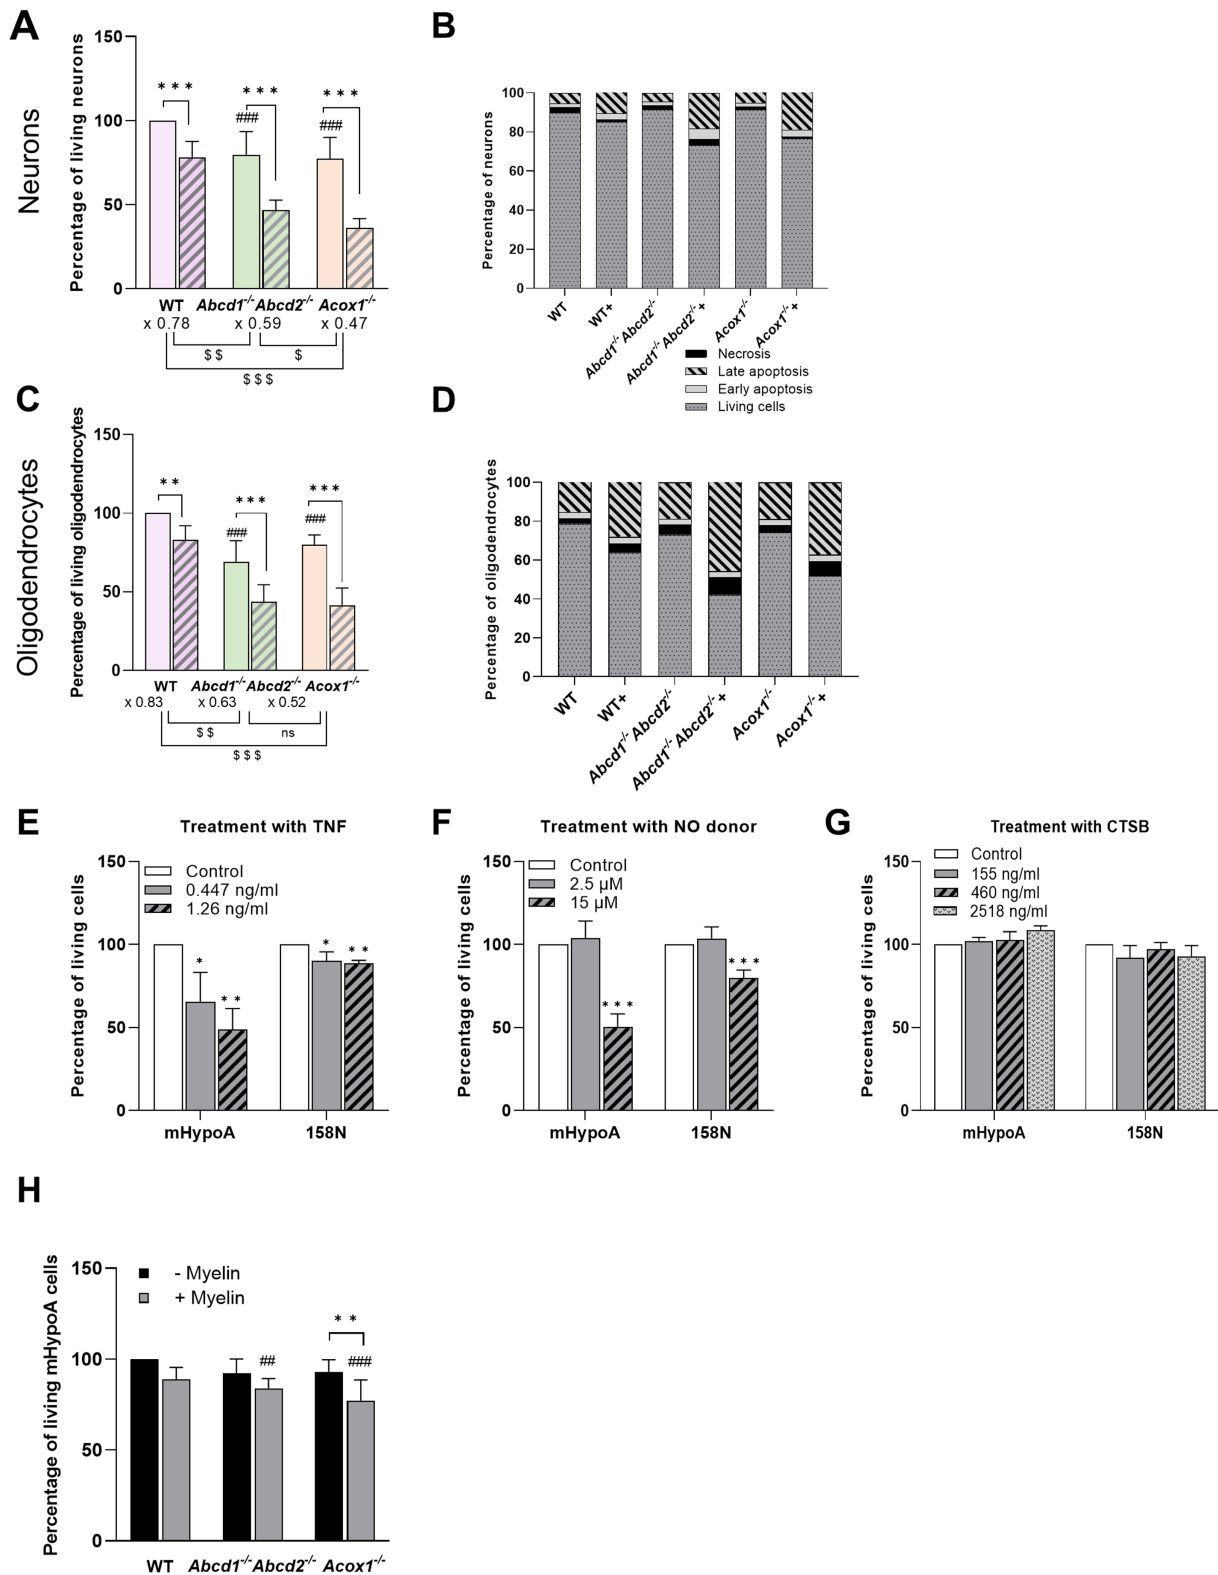 A
Neurons
Percentage of living neurons
150
100
50
0
* * *
* * *
* * *
###
###
WT Abcd1-/-Abcd2-/- Acox1-/-
x 0.78 x 0.59 x 0.47
$ $ $
$ $ $
B
Percentage of neurons
100
80
60
40
20
0
WT
WT+
Abcd1-/- Abcd2-/-
Abcd1-/- Abcd2-/- +
Acox1-/-
Acox1-/- +
Necrosis
Late apoptosis
Early apoptosis
Living cells
C
Oligodendrocytes
Percentage of living oligodendrocytes
150
100
50
0
* *
* * *
* * *
###
###
WT Abcd1-/- Abcd2-/- Acox1-/-
x 0.83 x 0.63 x 0.52
$ $ ns
$ $ $
D
Percentage of oligodendrocytes
100
80
60
40
20
0
WT
WT+
Abcd1-/- Abcd2-/-
Abcd1-/- Abcd2-/- +
Acox1-/-
Acox1-/- +
E
Treatment with TNF
Percentage of living cells
150
100
50
0
Control
0.447 ng/ml
1.26 ng/ml
*
* *
*
* *
mHypoA 158N
F
Treatment with NO donor
Percentage of living cells
150
100
50
0
Control
2.5 µM
15 µM
* * *
* * *
mHypoA 158N
G
Treatment with CTSB
Percentage of living cells
150
100
50
0
Control
155 ng/ml
460 ng/ml
2518 ng/ml
mHypoA 158N
H
Percentage of living mHypoA cells
150
100
50
0
- Myelin
+ Myelin
* *
##
###
WT Abcd1-/-Abcd2-/- Acox1-/-